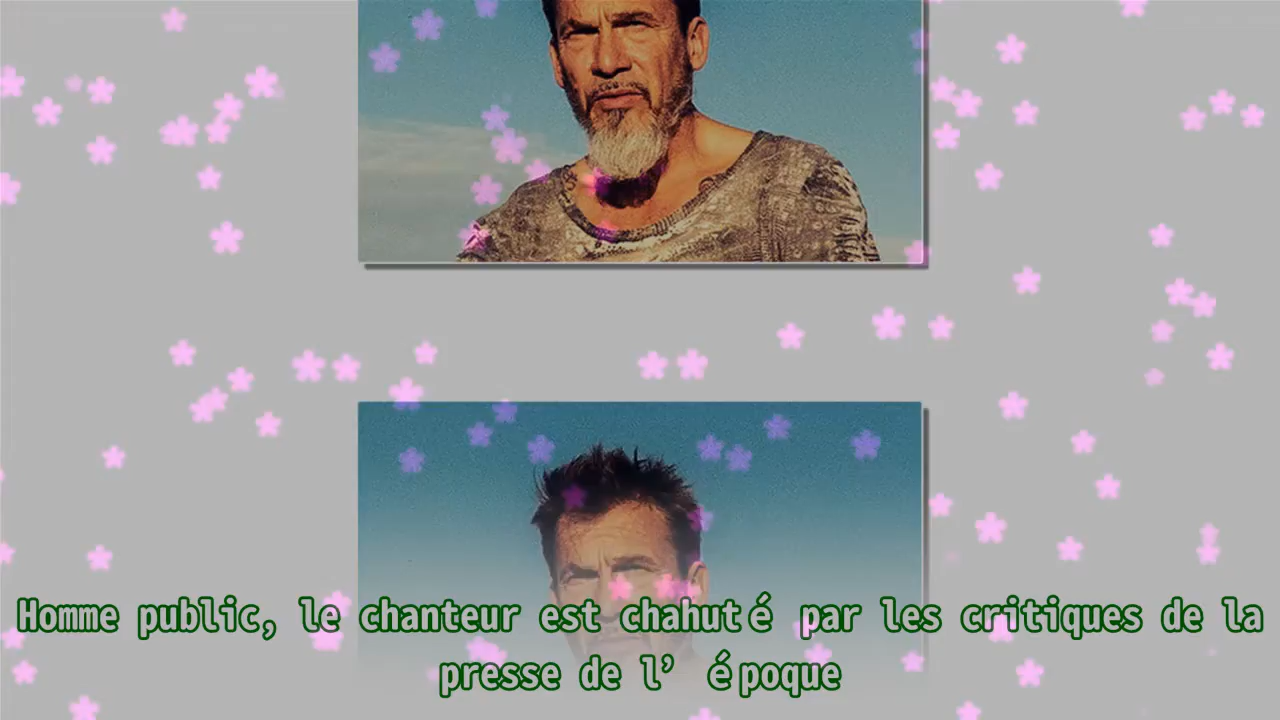 Homme public, le chanteur est chahuté par les critiques de la
presse de l’ époque